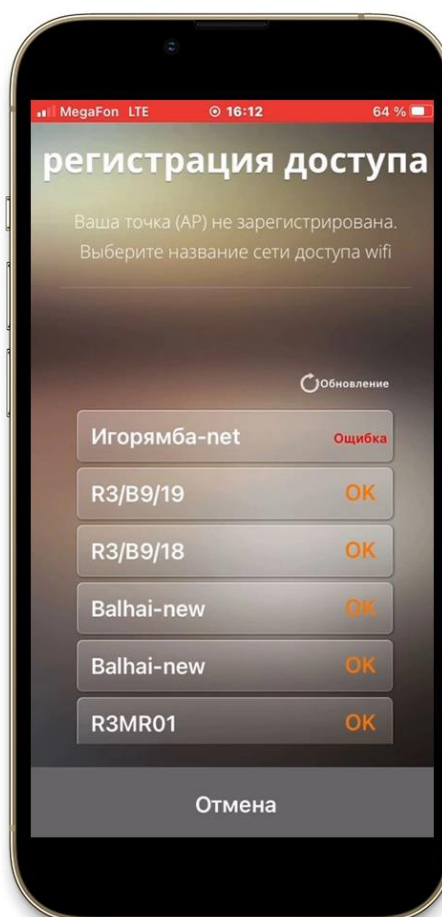 MegaFon LTE 16:12 64 %
регистрация доступа
Ваша точка (AP) не зарегистрирована.
Выберите название сети доступа wifi
Обновление
Игорямба-net Ощибка
R3/B9/19 OK
R3/B9/18 OK
Balhai-new OK
Balhai-new OK
R3MR01 OK
Отмена